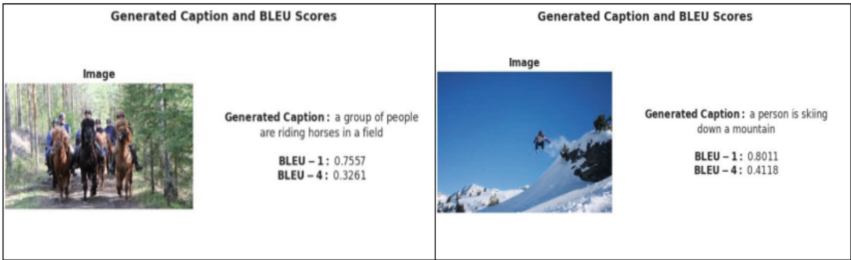 Generated Caption and BLEU Scores
Image
Generated Caption: a group of people
are riding horses in a field
BLEU – 1: 0.7557
BLEU – 4: 0.3261
Generated Caption and BLEU Scores
Image
Generated Caption: a person is skiing
down a mountain
BLEU – 1: 0.8011
BLEU – 4: 0.4118